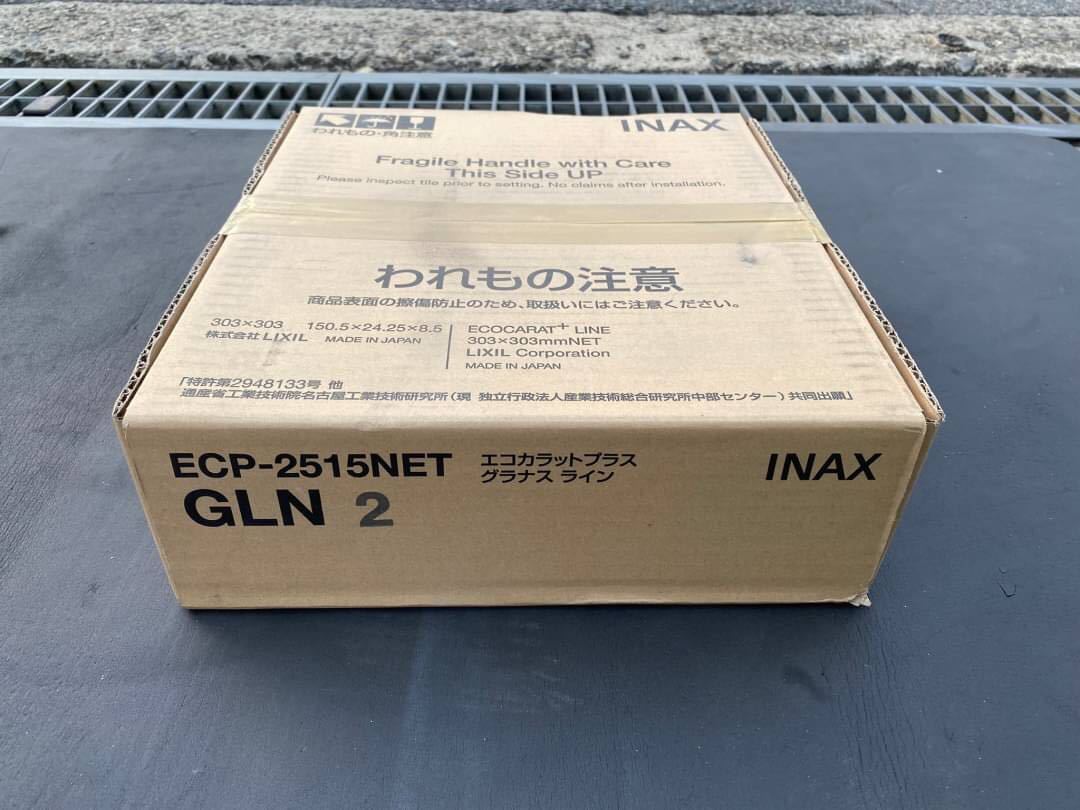 われもの・角注意
INAX
Fragile Handle with Care
This Side UP
Please inspect tile prior to setting. No claims after installation.
われもの注意
商品表面の擦傷防止のため、取扱いにはご注意ください。
303×303 150.5×24.25×8.5
株式会社LIXIL MADE IN JAPAN
ECOCARAT+ LINE
303×303mmNET
LIXIL Corporation
MADE IN JAPAN
「特許第2948133号 他
通産省工業技術院名古屋工業技術研究所(現 独立行政法人産業技術総合研究所中部センター)共同出願」
ECP-2515NET
エコカラットプラス
グラナス ライン
INAX
GLN 2